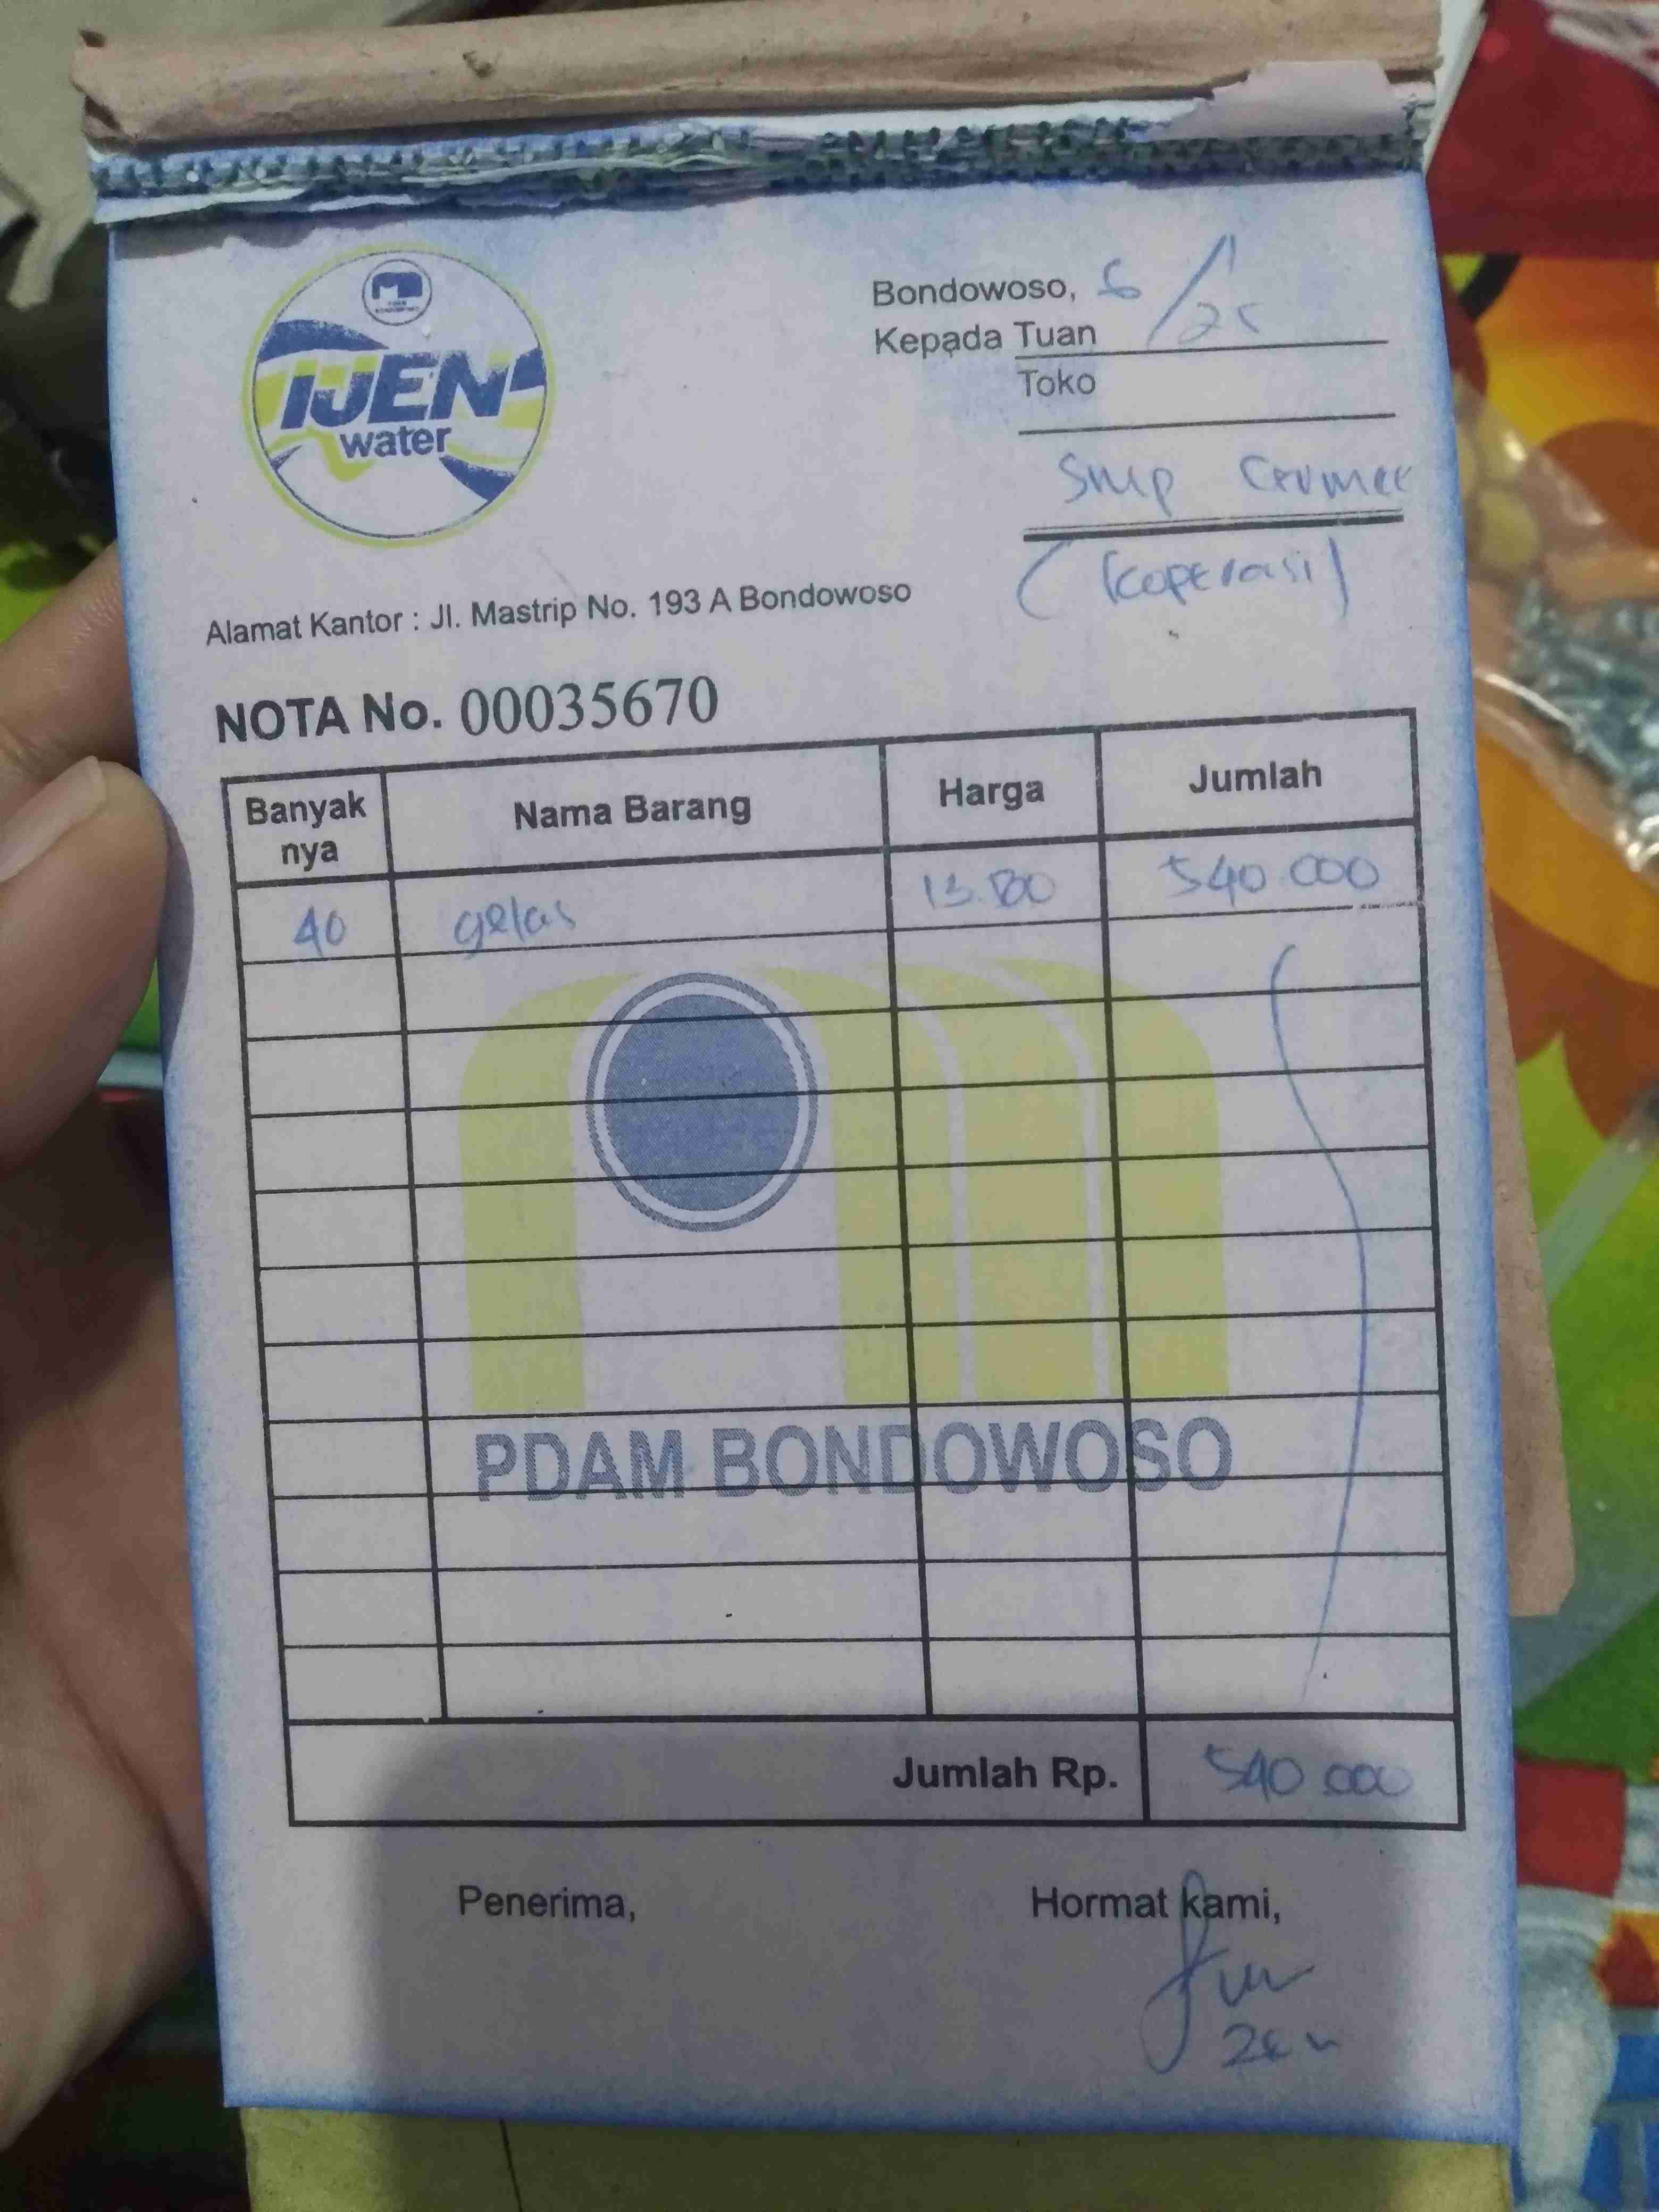 IJEN
water
Bondowoso, 6/1
25
Kepada Tuan
Toko
Smp Cermee
(Koperasi)
Alamat Kantor : Jl. Mastrip No. 193 A Bondowoso
NOTA No. 00035670
Banyak nya Nama Barang Harga Jumlah
40 gelas 13.500 540.000
PDAM BONDOWOSO
Jumlah Rp. 540.000
Penerima, Hormat kami,